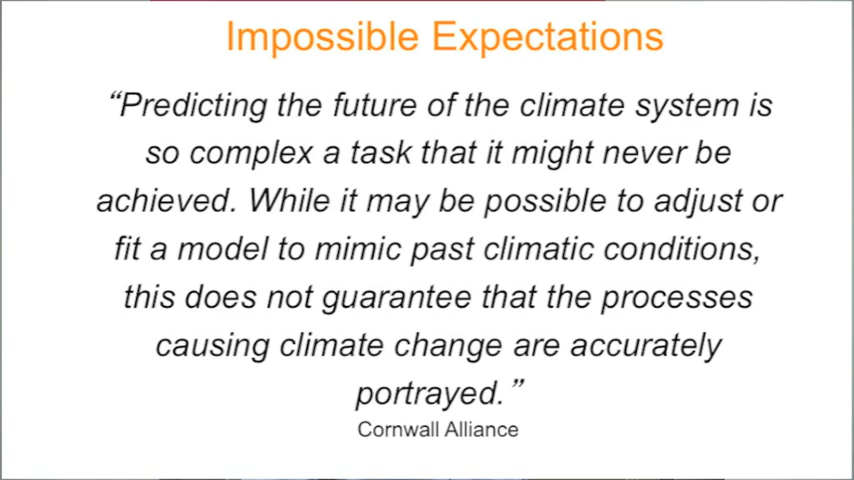 Impossible Expectations
“Predicting the future of the climate system is
so complex a task that it might never be
achieved. While it may be possible to adjust or
fit a model to mimic past climatic conditions,
this does not guarantee that the processes
causing climate change are accurately
portrayed.”
Cornwall Alliance